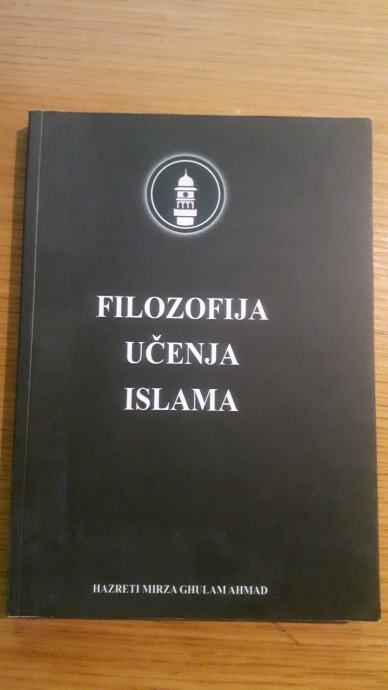 FILOZOFIJA
UČENJA
ISLAMA
HAZRETI MIRZA GHULAM AHMAD